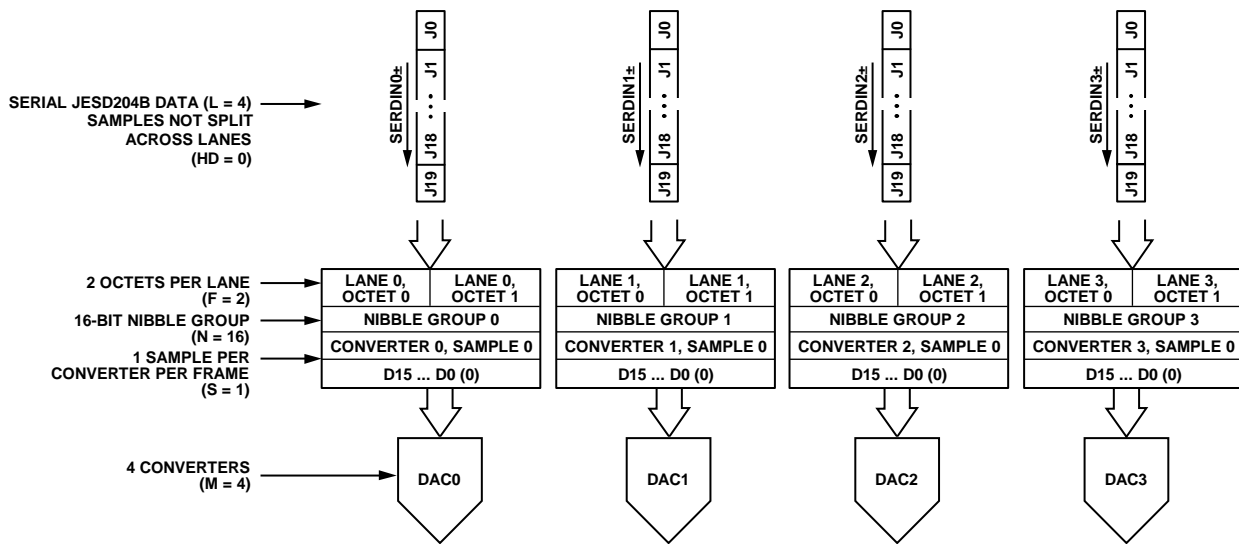 J0
J1
J18
J19
SERDIN0±
J0
J1
J18
J19
SERDIN1±
J0
J1
J18
J19
SERDIN2±
J0
J1
J18
J19
SERDIN3±
SERIAL JESD204B DATA (L = 4)
SAMPLES NOT SPLIT
ACROSS LANES
(HD = 0)
2 OCTETS PER LANE
(F = 2)
LANE 0,
OCTET 0
LANE 0,
OCTET 1
LANE 1,
OCTET 0
LANE 1,
OCTET 1
LANE 2,
OCTET 0
LANE 2,
OCTET 1
LANE 3,
OCTET 0
LANE 3,
OCTET 1
16-BIT NIBBLE GROUP
(N = 16)
NIBBLE GROUP 0
NIBBLE GROUP 1
NIBBLE GROUP 2
NIBBLE GROUP 3
1 SAMPLE PER
CONVERTER PER FRAME
(S = 1)
CONVERTER 0, SAMPLE 0
CONVERTER 1, SAMPLE 0
CONVERTER 2, SAMPLE 0
CONVERTER 3, SAMPLE 0
D15 ... D0 (0)
D15 ... D0 (0)
D15 ... D0 (0)
D15 ... D0 (0)
4 CONVERTERS
(M = 4)
DAC0
DAC1
DAC2
DAC3